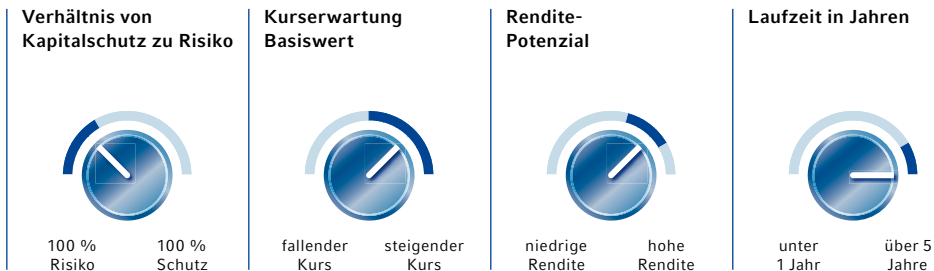 Verhältnis von
Kapitalschutz zu Risiko
100 % 100 %
Risiko Schutz
Kurserwartung
Basiswert
fallender steigender
Kurs Kurs
Rendite-
Potenzial
niedrige hohe
Rendite Rendite
Laufzeit in Jahren
unter über 5
1 Jahr Jahre